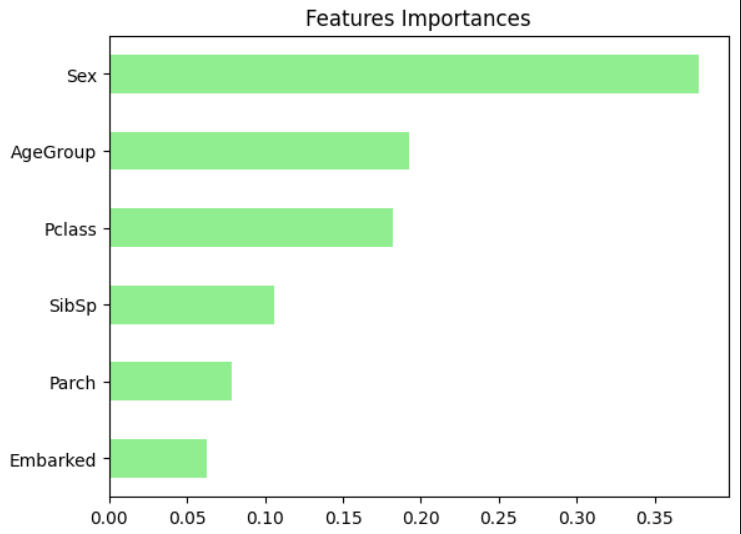 Features Importances
Sex
AgeGroup
Pclass
SibSp
Parch
Embarked
0.00 0.05 0.10 0.15 0.20 0.25 0.30 0.35